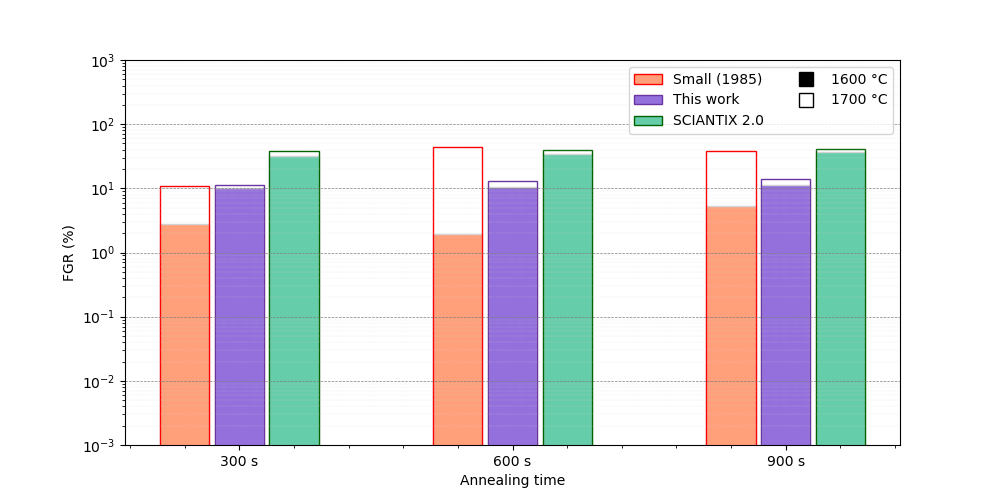 10³
10²
10¹
10⁰
10⁻¹
10⁻²
10⁻³
FGR (%)
Small (1985)
This work
SCIANTIX 2.0
1600 °C
1700 °C
300 s
600 s
900 s
Annealing time